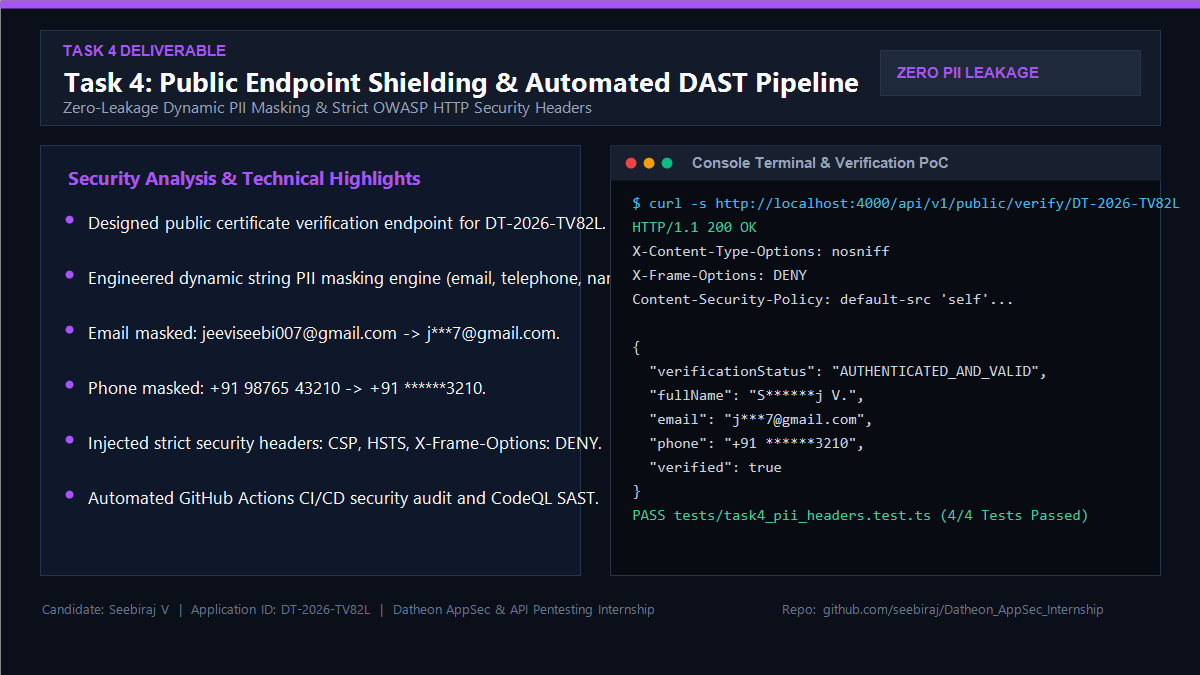 TASK 4 DELIVERABLE
Task 4: Public Endpoint Shielding & Automated DAST Pipeline
Zero-Leakage Dynamic PII Masking & Strict OWASP HTTP Security Headers
ZERO PII LEAKAGE
Security Analysis & Technical Highlights
• Designed public certificate verification endpoint for DT-2026-TV82L.
• Engineered dynamic string PII masking engine (email, telephone,
• Email masked: jeeviseebi007@gmail.com -> j***7@gmail.com.
• Phone masked: +91 98765 43210 -> +91 ******3210.
• Injected strict security headers: CSP, HSTS, X-Frame-Options: DENY.
• Automated GitHub Actions CI/CD security audit and CodeQL SAST.
Console Terminal & Verification PoC
$ curl -s http://localhost:4000/api/v1/public/verify/DT-2026-TV82L
HTTP/1.1 200 OK
X-Content-Type-Options: nosniff
X-Frame-Options: DENY
Content-Security-Policy: default-src 'self'...
{
"verificationStatus": "AUTHENTICATED_AND_VALID",
"fullName": "S******j V.",
"email": "j***7@gmail.com",
"phone": "+91 ******3210",
"verified": true
}
PASS tests/task4_pii_headers.test.ts (4/4 Tests Passed)
Candidate: Seebiraj V | Application ID: DT-2026-TV82L | Datheon AppSec & API Pentesting Internship
Repo: github.com/seebiraj/Datheon_AppSec_Internship